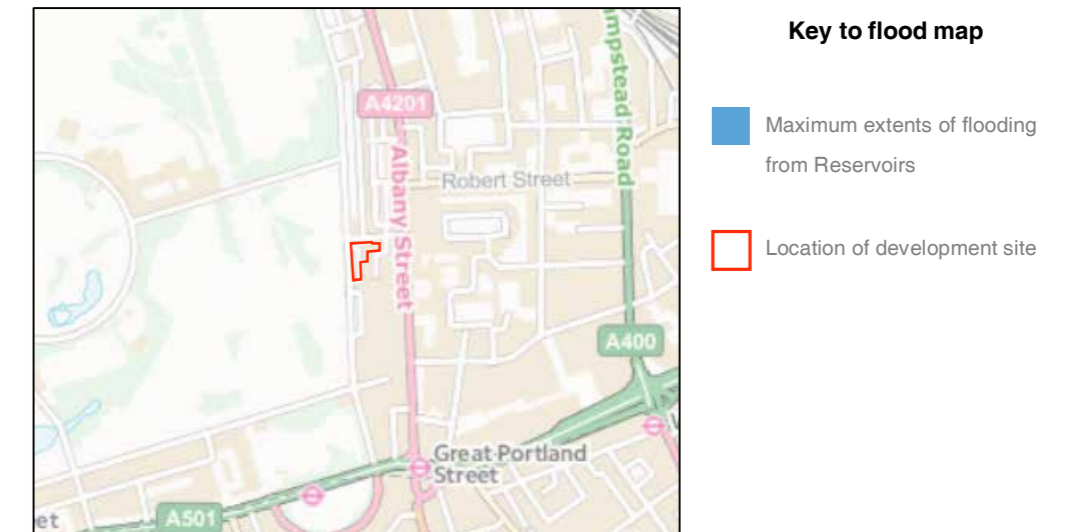 Key to flood map
Maximum extents of flooding
from Reservoirs
Location of development site
A4201
Albany Street
Robert Street
mpstead Road
A400
Great Portland
Street
A501
et